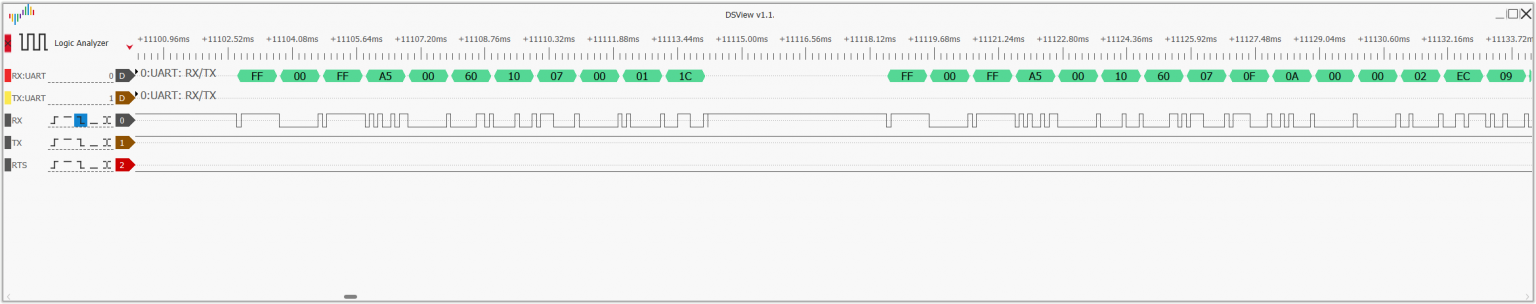 DSView v1.1.
Logic Analyzer
+11100.96ms +11102.52ms +11104.08ms +11105.64ms +11107.20ms +11108.76ms +11110.32ms +11111.88ms +11113.44ms +11115.00ms +11116.56ms +11118.12ms +11119.68ms +11121.24ms +11122.80ms +11124.36ms +11125.92ms +11127.48ms +11129.04ms +11130.60ms +11132.16ms +11133.72m
RX:UART 0 D 0:UART: RX/TX FF 00 FF A5 00 60 10 07 00 01 1C FF 00 FF A5 00 10 60 07 0F 0A 00 00 02 EC 09
TX:UART 1 D 0:UART: RX/TX
RX 0
TX 1
RTS 2